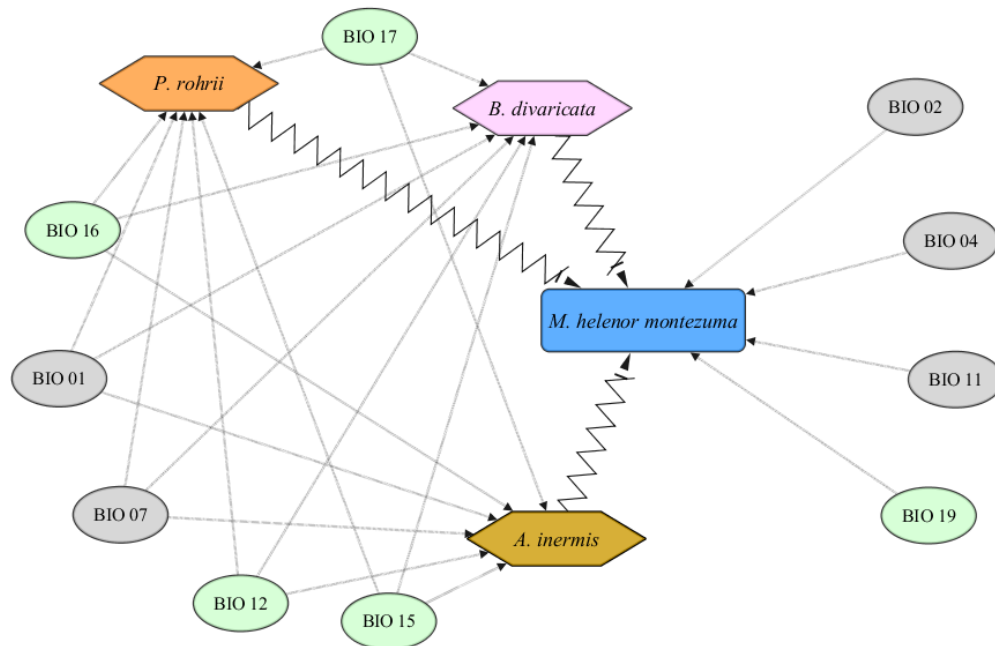 BIO 17
P. rohrii
B. divaricata
BIO 02
BIO 16
BIO 04
M. helenor montezuma
BIO 01
BIO 11
BIO 07
BIO 19
A. inermis
BIO 12
BIO 15